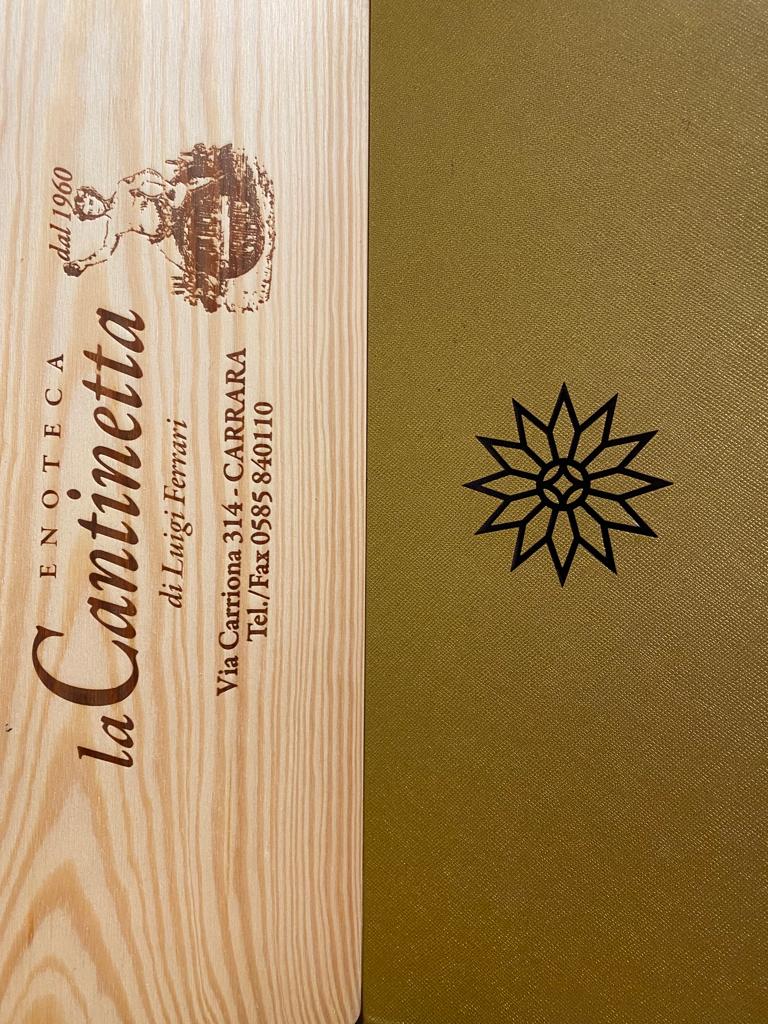 dal 1960
ENOTECA
la Cantinetta
di Luigi Ferrari
Via Carriona 314 - CARRARA
Tel./Fax 0585 840110